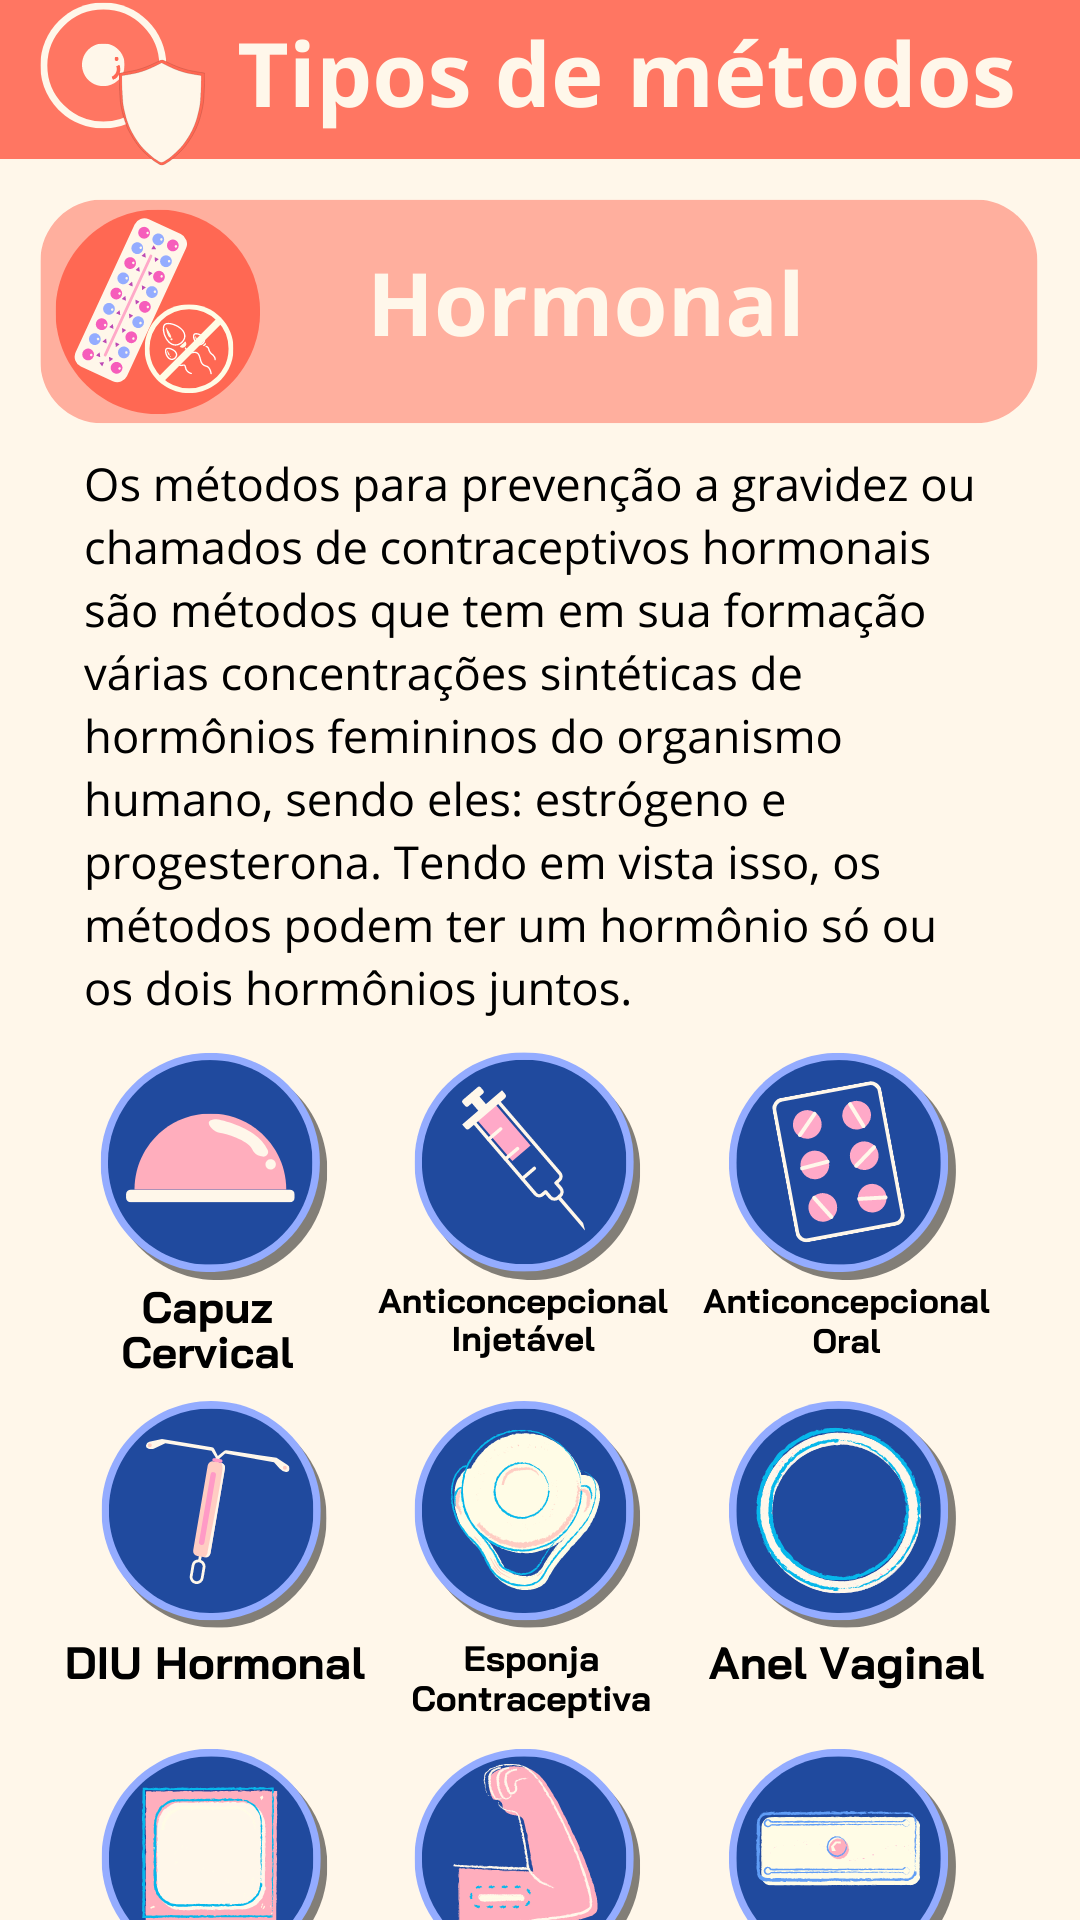 Tipos de métodos
Hormonal
Os métodos para prevenção a gravidez ou
chamados de contraceptivos hormonais
são métodos que tem em sua formação
várias concentrações sintéticas de
hormônios femininos do organismo
humano, sendo eles: estrógeno e
progesterona. Tendo em vista isso, os
métodos podem ter um hormônio só ou
os dois hormônios juntos.
Capuz
Cervical
Anticoncepcional
Injetável
Anticoncepcional
Oral
DIU Hormonal
Esponja
Contraceptiva
Anel Vaginal